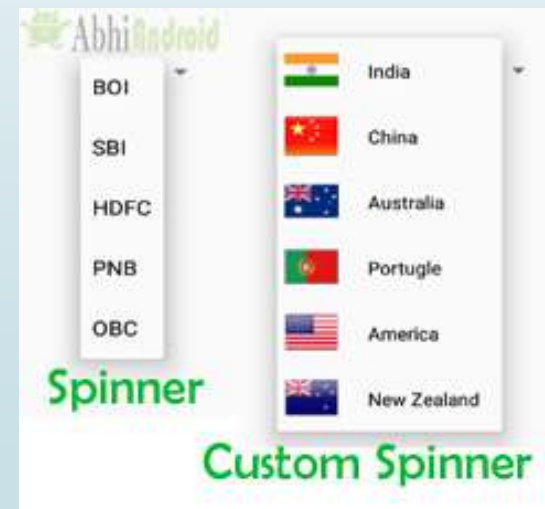 AbhiAndroid
BOI
SBI
HDFC
PNB
OBC
Spinner
India
China
Australia
Portugle
America
New Zealand
Custom Spinner